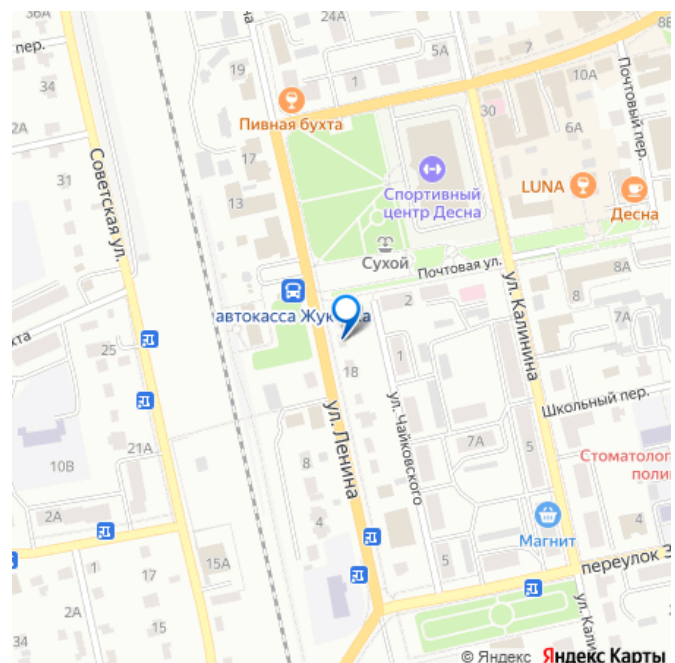 36А
24А
8Б
пер.
34
19
1
5А
7
10А
Почтовый пер.
2А
Пивная бухта
30
6А
17
31
Спортивный
центр Десна
LUNA
Десна
13
Советская ул.
Сухой
Почтовая ул.
8А
автокасса
2
8
7А
ул. Калинина
25
1
18
ул. Чайковского
Школьный пер.
ул. Ленина
21А
7А
5
Стоматолог
поли
10В
8
2А
4
Магнит
4
переулок
1
15А
17
5
2А
15
ул. Кали
© Яндекс Яндекс Карты